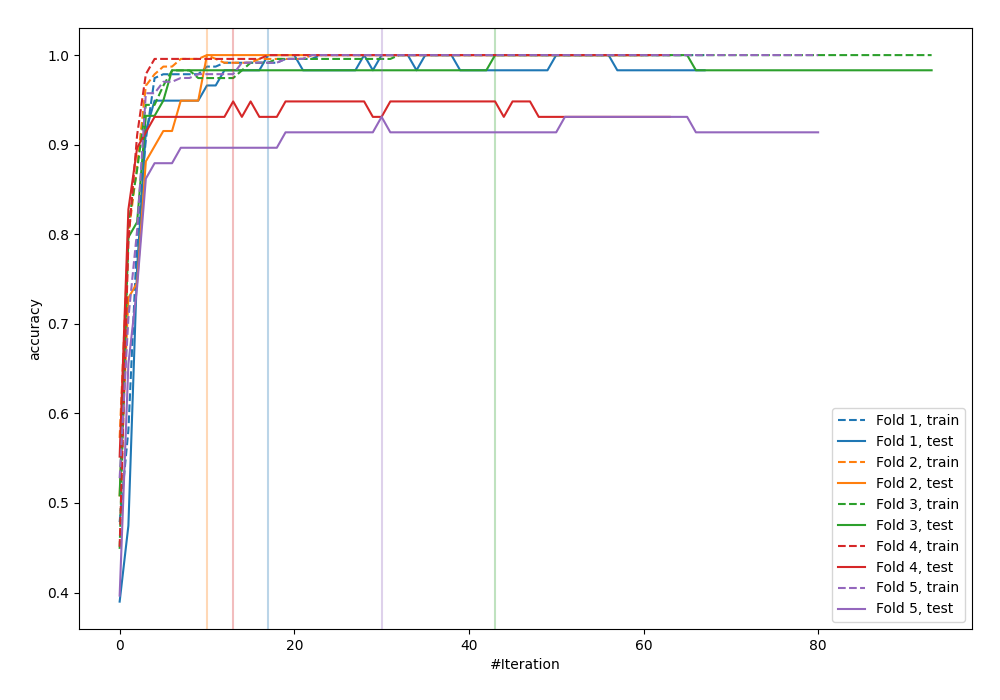 1.0
0.9
0.8
0.7
0.6
0.5
0.4
accuracy
0
20
40
60
80
#Iteration
Fold 1, train
Fold 1, test
Fold 2, train
Fold 2, test
Fold 3, train
Fold 3, test
Fold 4, train
Fold 4, test
Fold 5, train
Fold 5, test